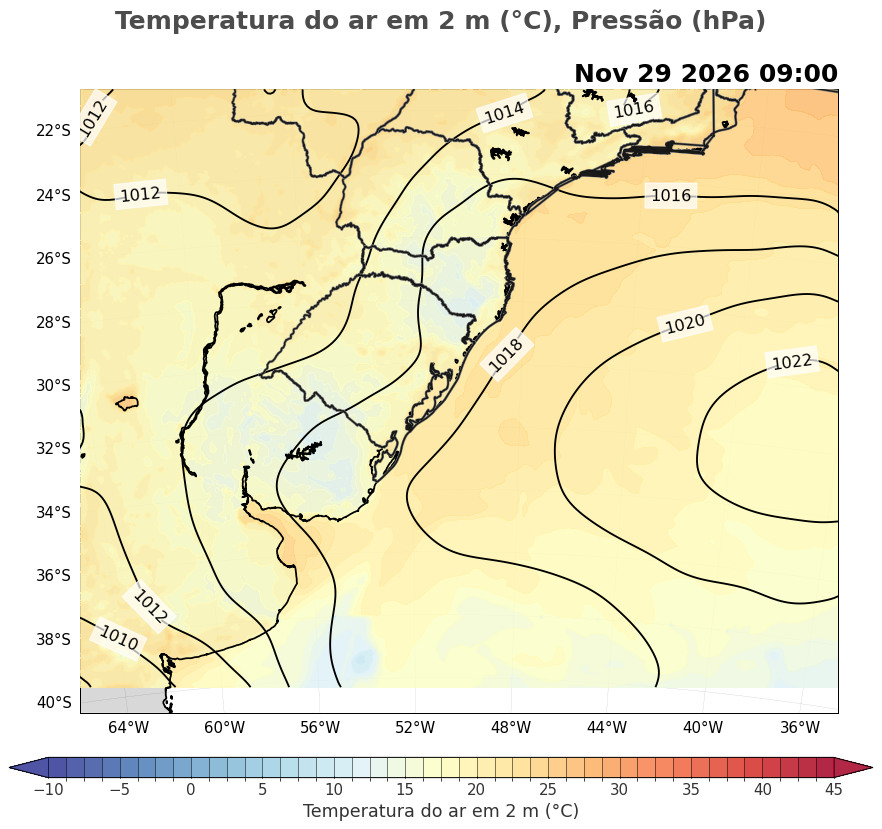 Temperatura do ar em 2 m (°C), Pressão (hPa)
Nov 29 2026 09:00
1012
1014
1016
22°S
24°S
1012
1016
26°S
28°S
1020
1018
1022
30°S
32°S
34°S
36°S
1012
1010
38°S
40°S
64°W 60°W 56°W 52°W 48°W 44°W 40°W 36°W
−10 −5 0 5 10 15 20 25 30 35 40 45
Temperatura do ar em 2 m (°C)